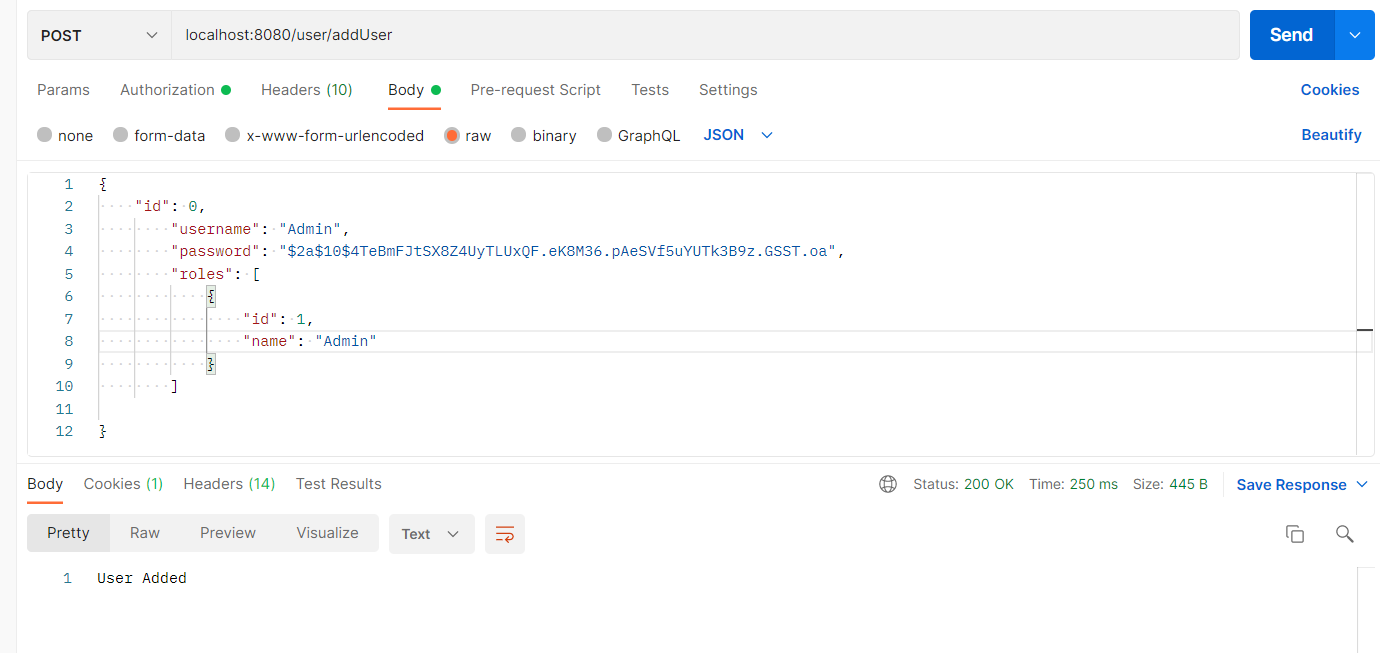 POST localhost:8080/user/addUser Send
Params Authorization Headers (10) Body Pre-request Script Tests Settings Cookies
none form-data x-www-form-urlencoded raw binary GraphQL JSON Beautify
1 {
2 "id": 0,
3 "username": "Admin",
4 "password": "$2a$10$4TeBmFJtSX8Z4UyTLUxQF.eK8M36.pAeSVf5uYUTk3B9z.GSST.oa",
5 "roles": [
6 {
7 "id": 1,
8 "name": "Admin"
9 }
10 ]
11
12 }
Body Cookies (1) Headers (14) Test Results Status: 200 OK Time: 250 ms Size: 445 B Save Response
Pretty Raw Preview Visualize Text
1 User Added